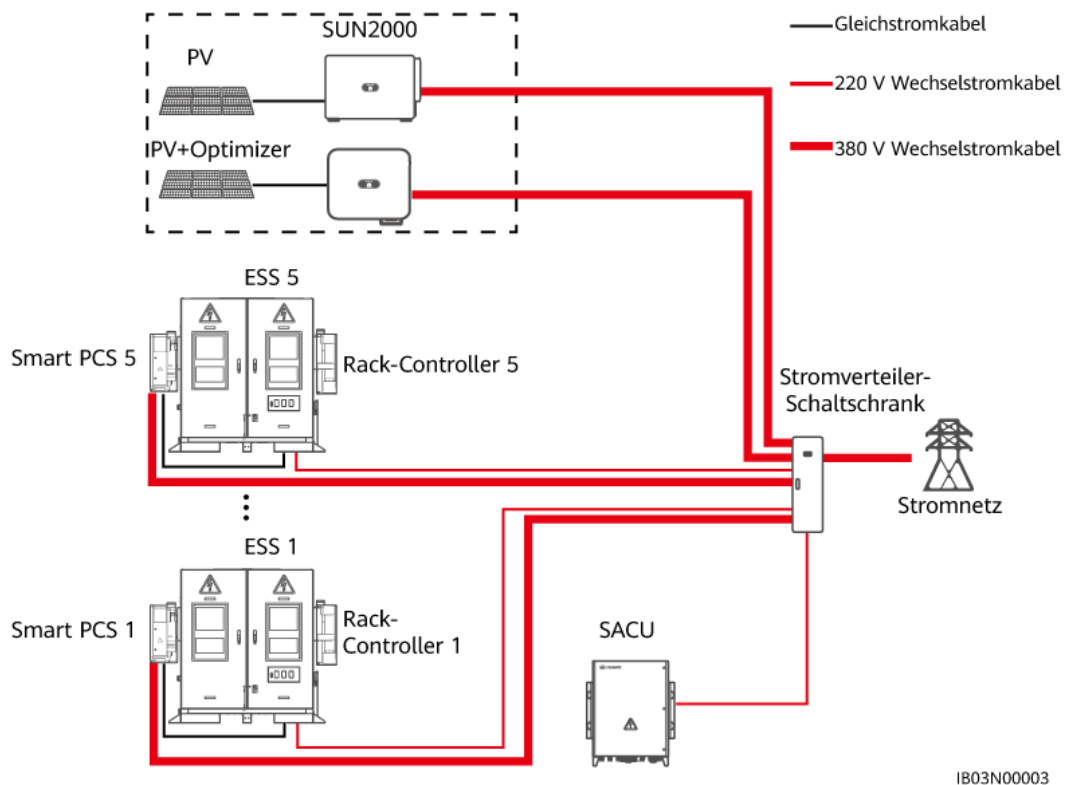 SUN2000
PV
PV+Optimizer
Gleichstromkabel
220 V Wechselstromkabel
380 V Wechselstromkabel
ESS 5
Smart PCS 5
Rack-Controller 5
Stromverteiler-
Schaltschrank
Stromnetz
ESS 1
Smart PCS 1
Rack-
Controller 1
SACU
IB03N00003